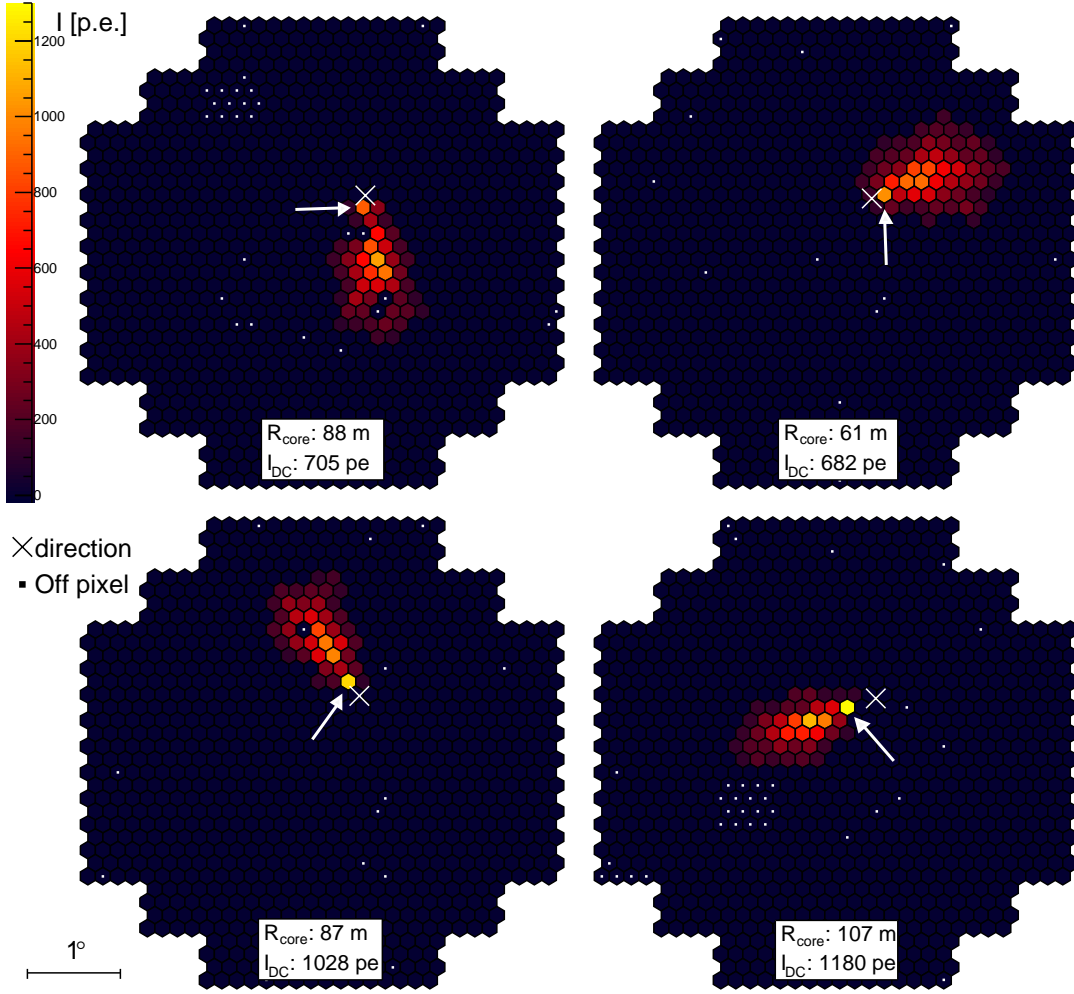 I [p.e.]
1200
1000
800
600
400
200
0
R_core: 88 m
I_DC: 705 pe
R_core: 61 m
I_DC: 682 pe
direction
Off pixel
R_core: 87 m
I_DC: 1028 pe
R_core: 107 m
I_DC: 1180 pe
1°